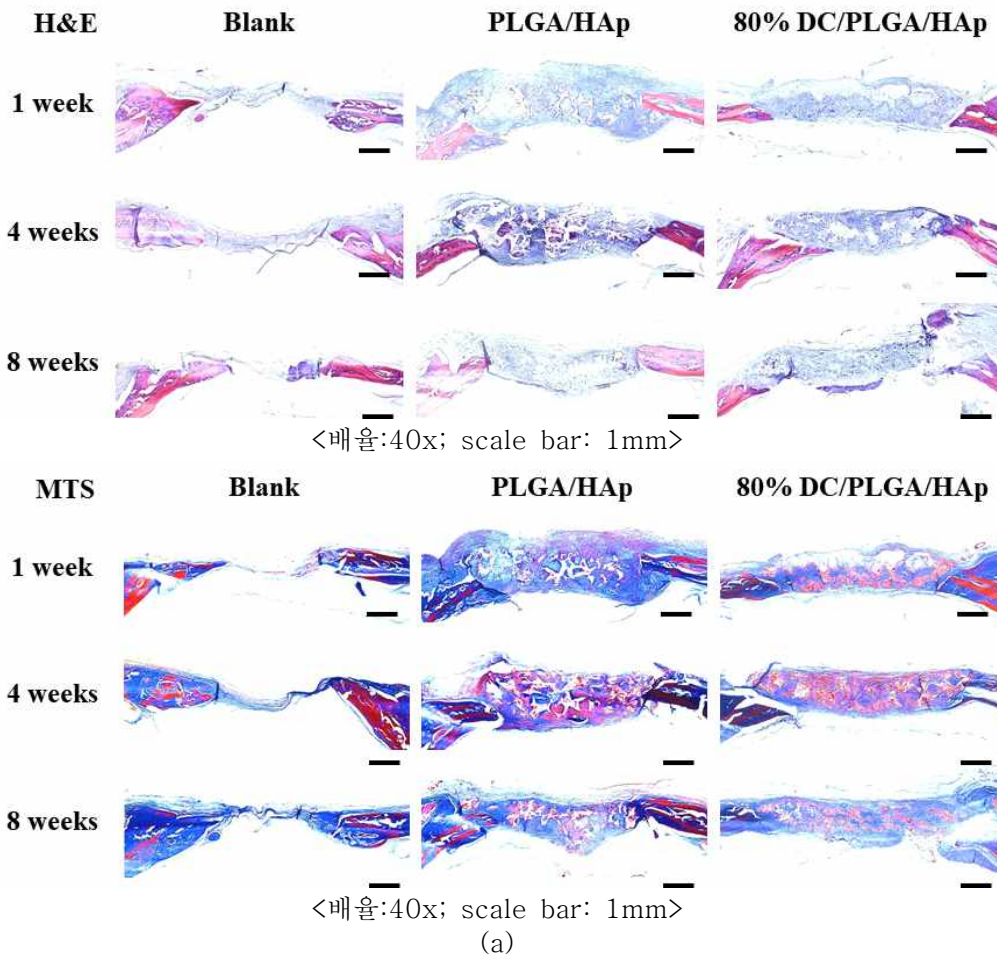 H&E Blank PLGA/HAp 80% DC/PLGA/HAp
1 week
4 weeks
8 weeks
<배율:40x; scale bar: 1mm>
MTS Blank PLGA/HAp 80% DC/PLGA/HAp
1 week
4 weeks
8 weeks
<배율:40x; scale bar: 1mm>
(a)